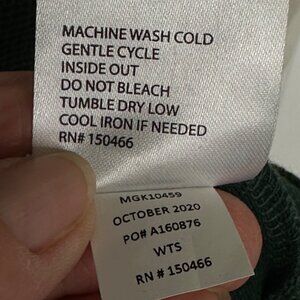 MACHINE WASH COLD
GENTLE CYCLE
INSIDE OUT
DO NOT BLEACH
TUMBLE DRY LOW
COOL IRON IF NEEDED
RN# 150466
MGK10459
OCTOBER 2020
PO# A160876
WTS
RN # 150466